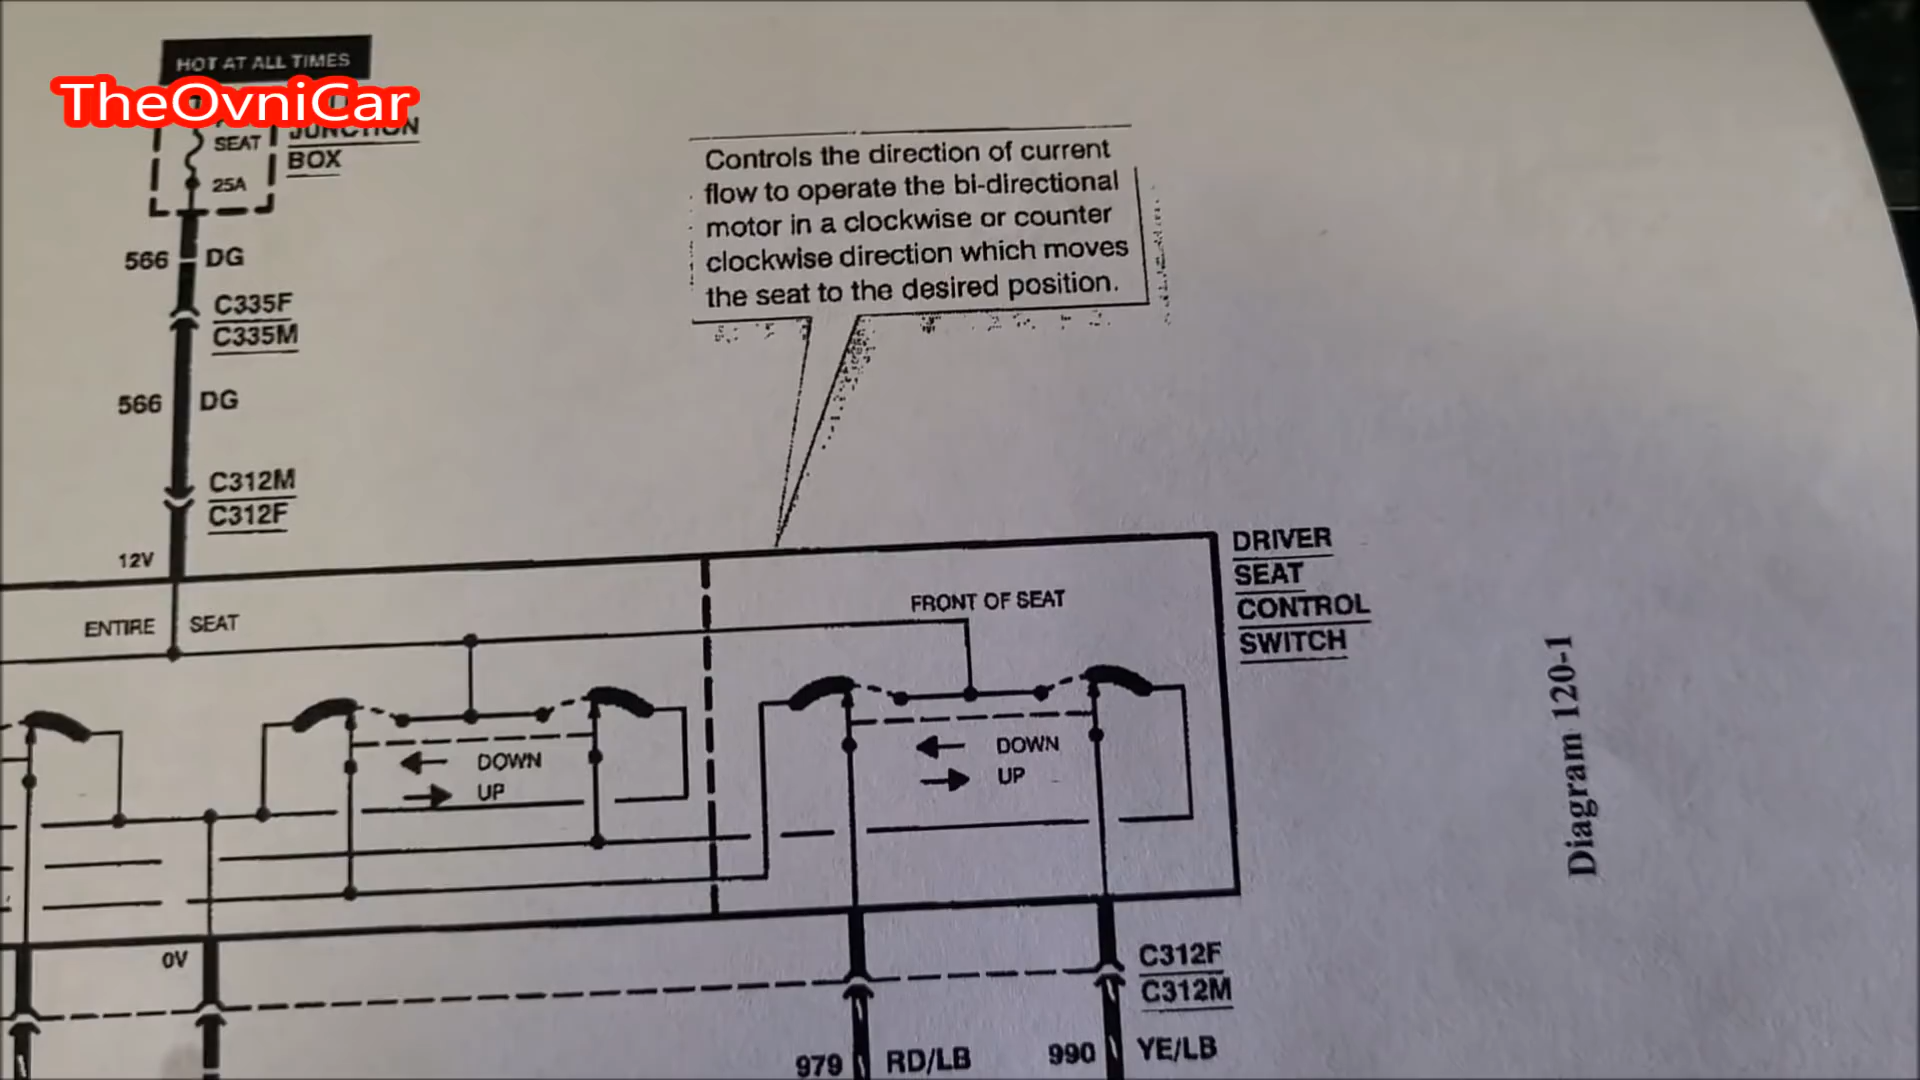 HOT AT ALL TIMES
TheOvniCar
SEAT
JUNCTION
BOX
25A
566 DG
C335F
C335M
566 DG
C312M
C312F
12V
Controls the direction of current
flow to operate the bi-directional
motor in a clockwise or counter
clockwise direction which moves
the seat to the desired position.
DRIVER
SEAT
CONTROL
SWITCH
ENTIRE SEAT
FRONT OF SEAT
DOWN
UP
DOWN
UP
Diagram 120-1
0V
C312F
C312M
979 RD/LB
990 YE/LB